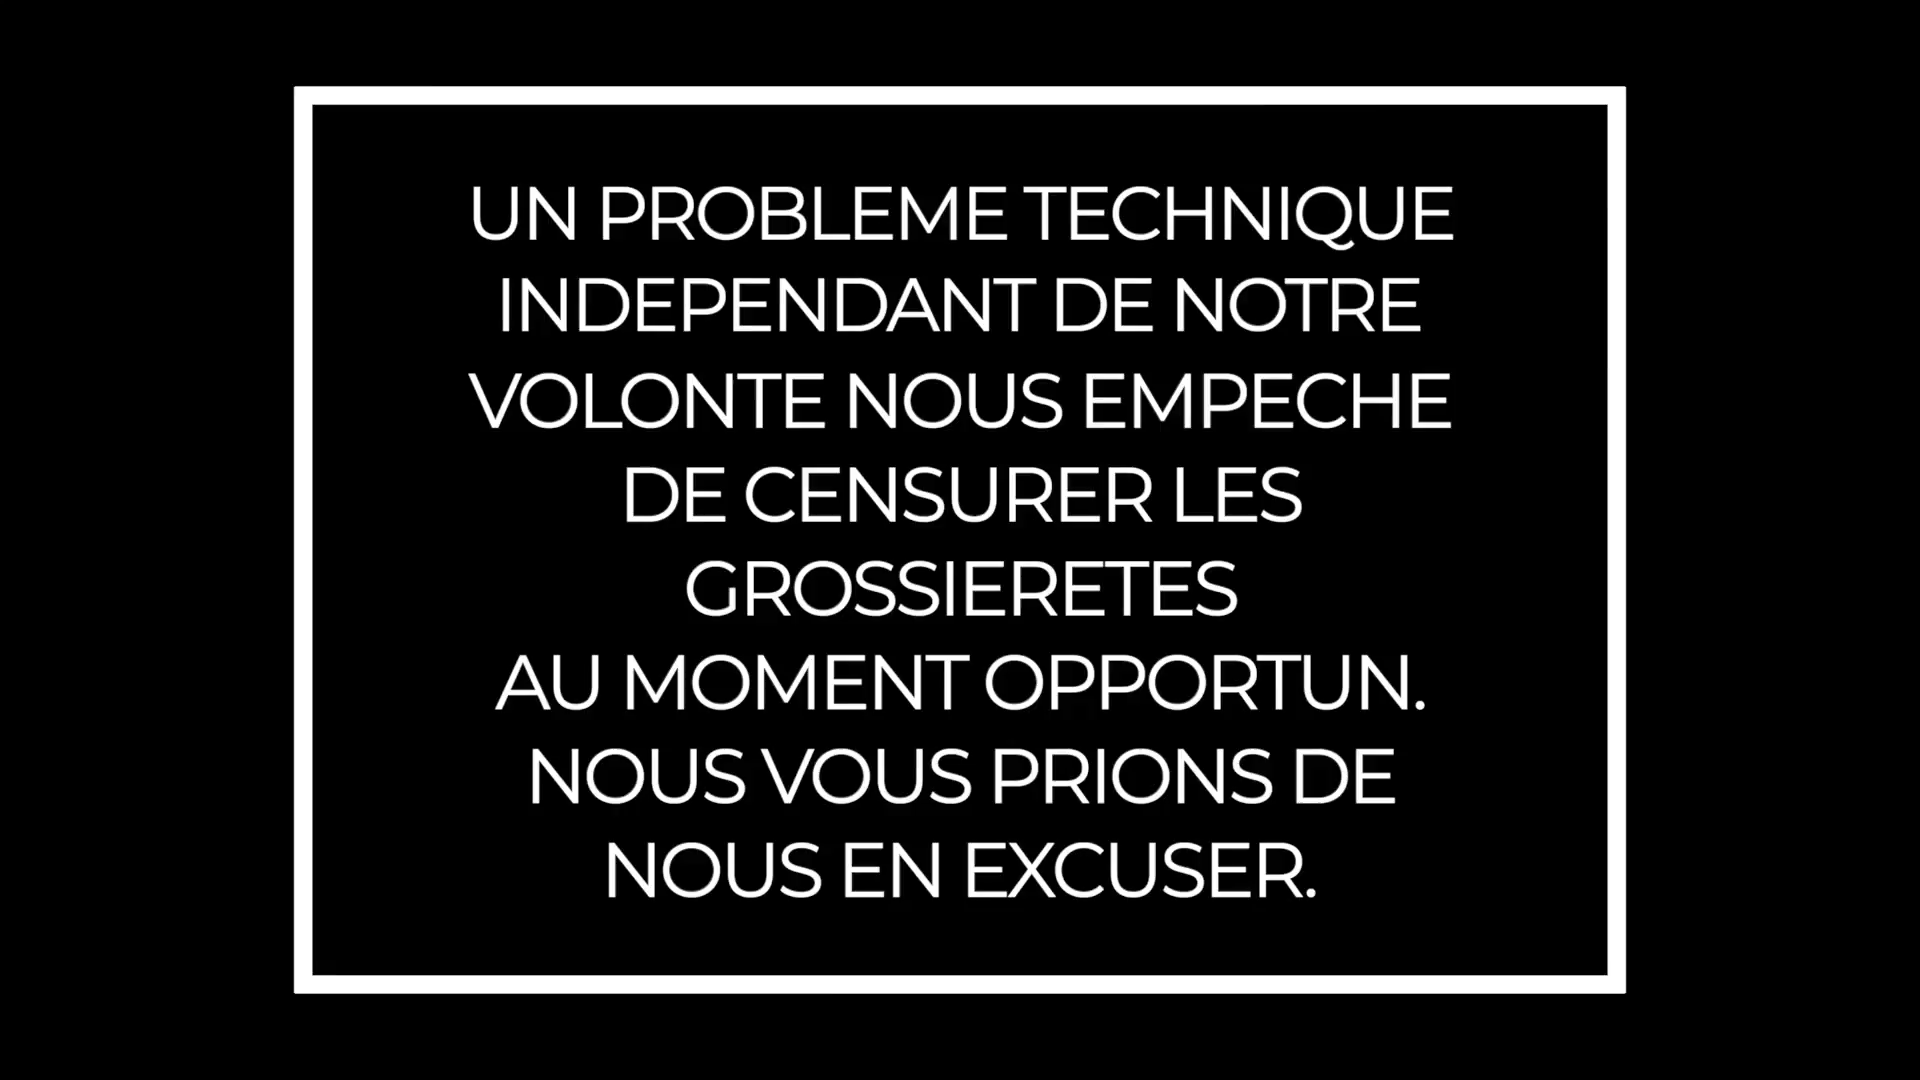 UN PROBLEME TECHNIQUE
INDEPENDANT DE NOTRE
VOLONTE NOUS EMPECHE
DE CENSURER LES
GROSSIERETES
AU MOMENT OPPORTUN.
NOUS VOUS PRIONS DE
NOUS EN EXCUSER.